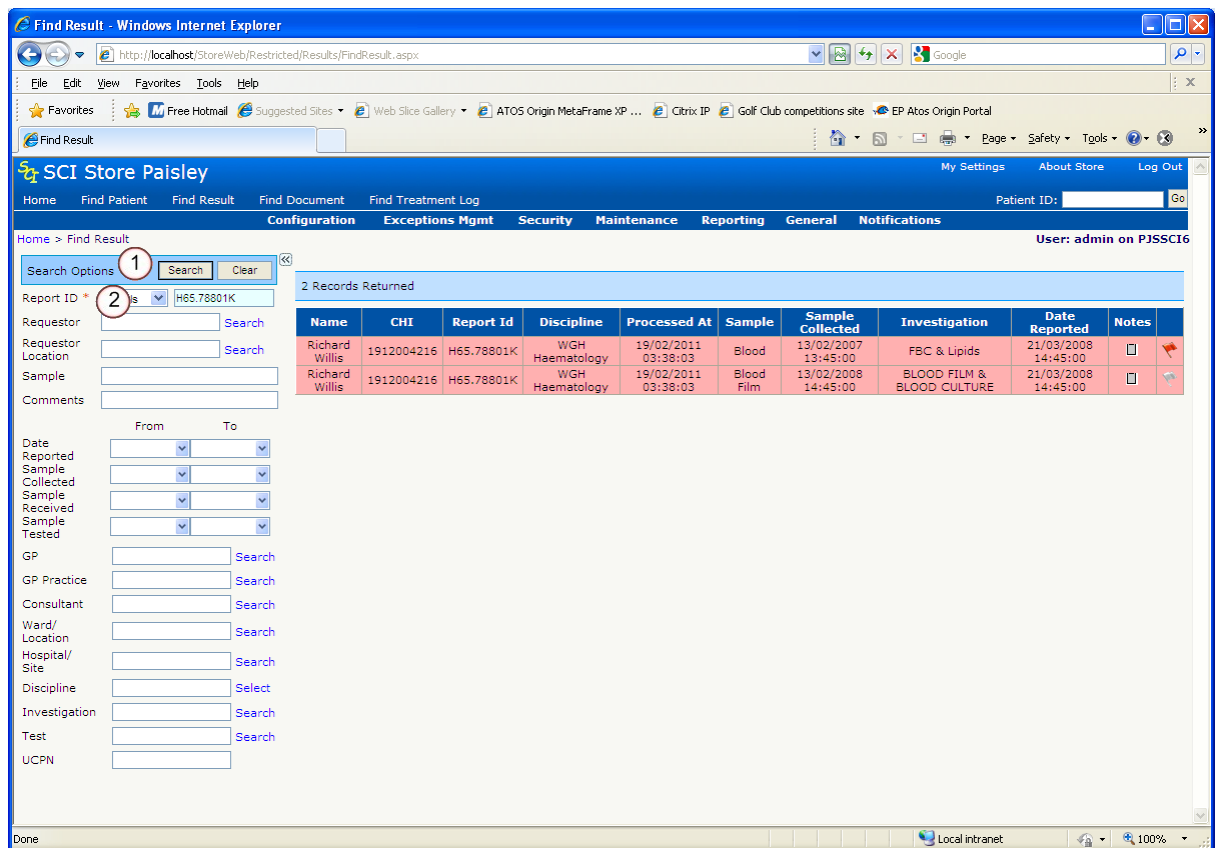 Find Result - Windows Internet Explorer
http://localhost/StoreWeb/Restricted/Results/FindResult.aspx
Google
File Edit View Favorites Tools Help
X
Favorites Free Hotmail Suggested Sites Web Slice Gallery ATOS Origin MetaFrame XP ... Citrix IP Golf Club competitions site EP Atos Origin Portal
Find Result
Page Safety Tools
SCI Store Paisley
My Settings About Store Log Out
Home Find Patient Find Result Find Document Find Treatment Log
Patient ID: Go
Configuration Exceptions Mgmt Security Maintenance Reporting General Notifications
Home > Find Result
User: admin on PJSSCI6
Search Options 1 Search Clear
2 Records Returned
Report ID * 2 is H65.78801K
Requestor Search
Requestor Location Search
Sample
Comments
From To
Date Reported
Sample Collected
Sample Received
Sample Tested
GP Search
GP Practice Search
Consultant Search
Ward/ Location Search
Hospital/ Site Search
Discipline Select
Investigation Search
Test Search
UCPN
Name CHI Report Id Discipline Processed At Sample Sample Collected Investigation Date Reported Notes
Richard Willis 1912004216 H65.78801K WGH Haematology 19/02/2011 03:38:03 Blood 13/02/2007 13:45:00 FBC & Lipids 21/03/2008 14:45:00
Richard Willis 1912004216 H65.78801K WGH Haematology 19/02/2011 03:38:03 Blood Film 13/02/2008 14:45:00 BLOOD FILM & BLOOD CULTURE 21/03/2008 14:45:00
Done
Local intranet
100%